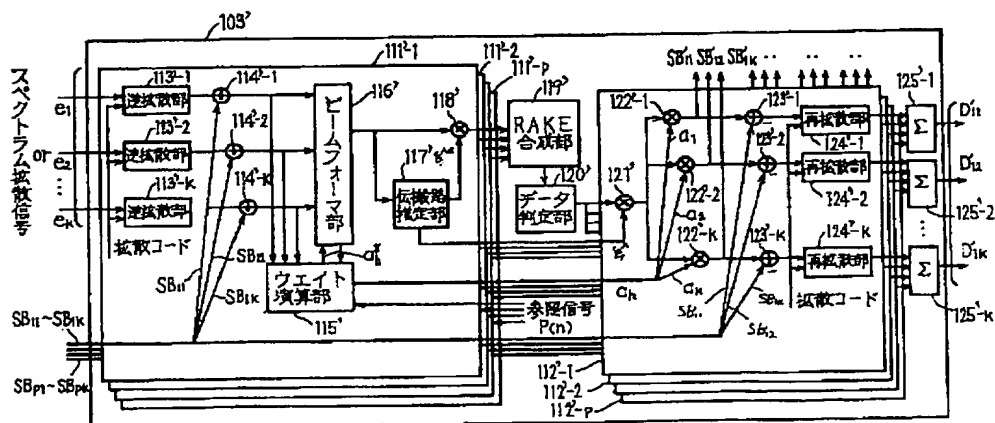 103'
111'-1
111'-2
111'-P
スペクトラム拡散信号
or
e1
e2
⋮
eK
113'-1
逆拡散部
113'-2
逆拡散部
113'-K
逆拡散部
拡散コード
114'-1
114'-2
114'-K
116'
ビームフォーマ部
118'
117'
伝搬路推定部
SB11
SB12
SB1K
ウエイト演算部
115'
SB11~SB1K
SBP1~SBPK
119'
RAKE合成部
120'
データ判定部
121'
参照信号
P(n)
SB'11 SB'12 SB'1K
122'-1
122'-2
122'-K
a1
a2
aK
123'-1
123'-2
123'-K
再拡散部
124'-1
再拡散部
124'-2
124'-K
再拡散部
拡散コード
112'-1
112'-2
112'-P
125'-1
Σ
D'11
Σ
D'12
125'-2
⋮
Σ
D'1K
125'-K